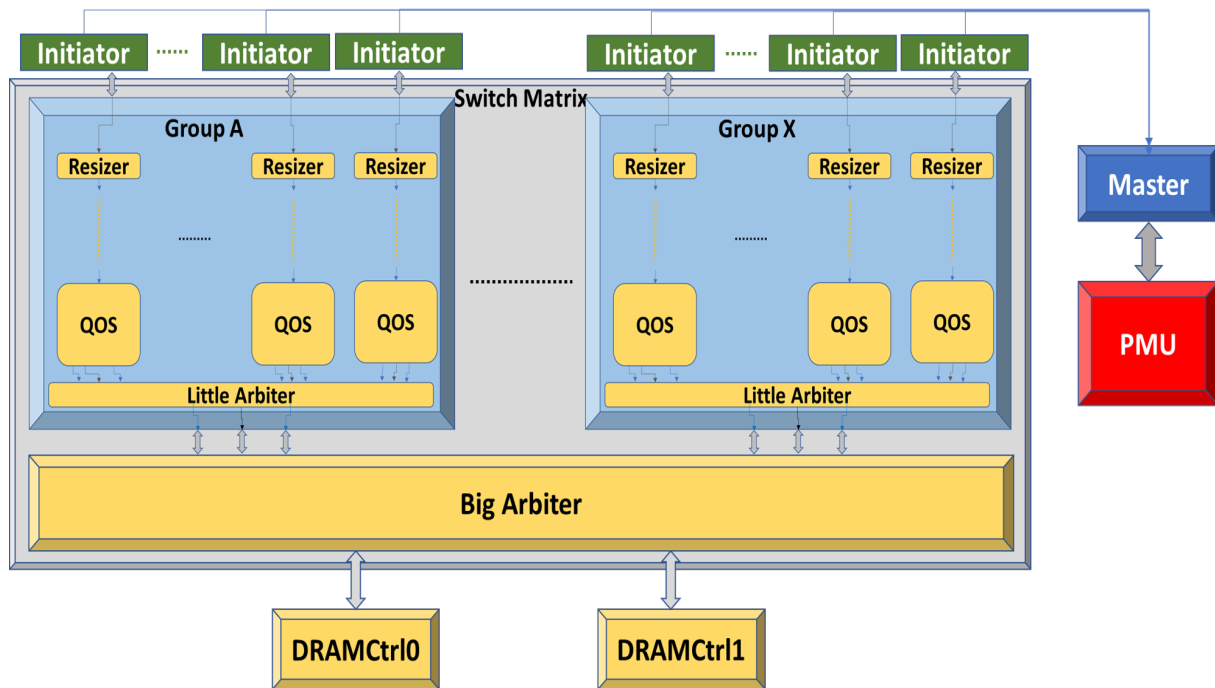 Initiator ...... Initiator Initiator Initiator ...... Initiator Initiator
Switch Matrix
Group A Group X
Resizer Resizer Resizer Resizer Resizer Resizer
Master
QOS QOS QOS QOS QOS QOS
PMU
Little Arbiter Little Arbiter
Big Arbiter
DRAMCtrl0 DRAMCtrl1